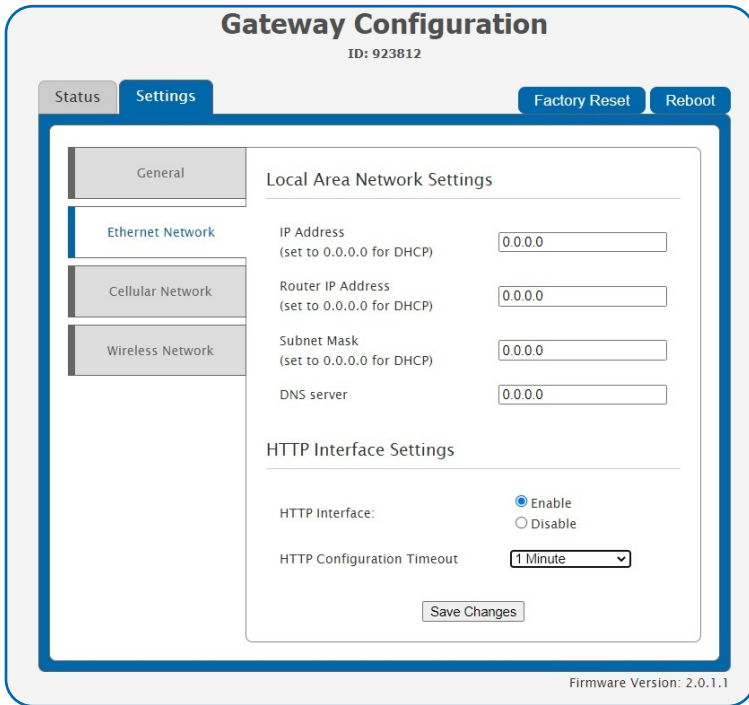 Gateway Configuration
ID: 923812
Status
Settings
Factory Reset
Reboot
General
Ethernet Network
Cellular Network
Wireless Network
Local Area Network Settings
IP Address
(set to 0.0.0.0 for DHCP)
0.0.0.0
Router IP Address
(set to 0.0.0.0 for DHCP)
0.0.0.0
Subnet Mask
(set to 0.0.0.0 for DHCP)
0.0.0.0
DNS server
0.0.0.0
HTTP Interface Settings
HTTP Interface:
Enable
Disable
HTTP Configuration Timeout
1 Minute
Save Changes
Firmware Version: 2.0.1.1